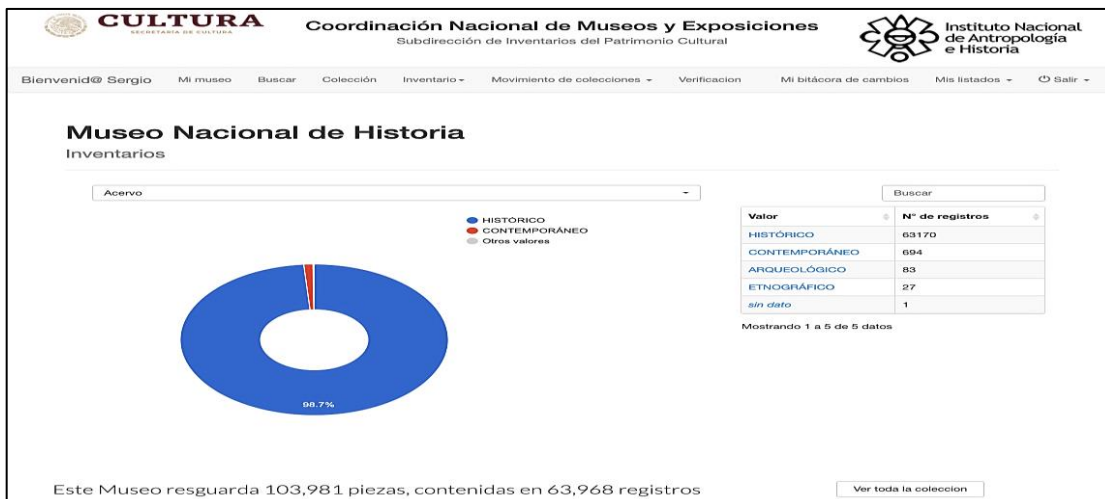 CULTURA
SECRETARÍA DE CULTURA
Coordinación Nacional de Museos y Exposiciones
Subdirección de Inventarios del Patrimonio Cultural
Instituto Nacional
de Antropología
e Historia
Bienvenid@ Sergio Mi museo Buscar Colección Inventario Movimiento de colecciones Verificacion Mi bitácora de cambios Mis listados Salir
Museo Nacional de Historia
Inventarios
Acervo
Buscar
HISTÓRICO
CONTEMPORÁNEO
Otros valores
98.7%
Valor N° de registros
HISTÓRICO 63170
CONTEMPORÁNEO 694
ARQUEOLÓGICO 83
ETNOGRÁFICO 27
sin dato 1
Mostrando 1 a 5 de 5 datos
Este Museo resguarda 103,981 piezas, contenidas en 63,968 registros
Ver toda la coleccion